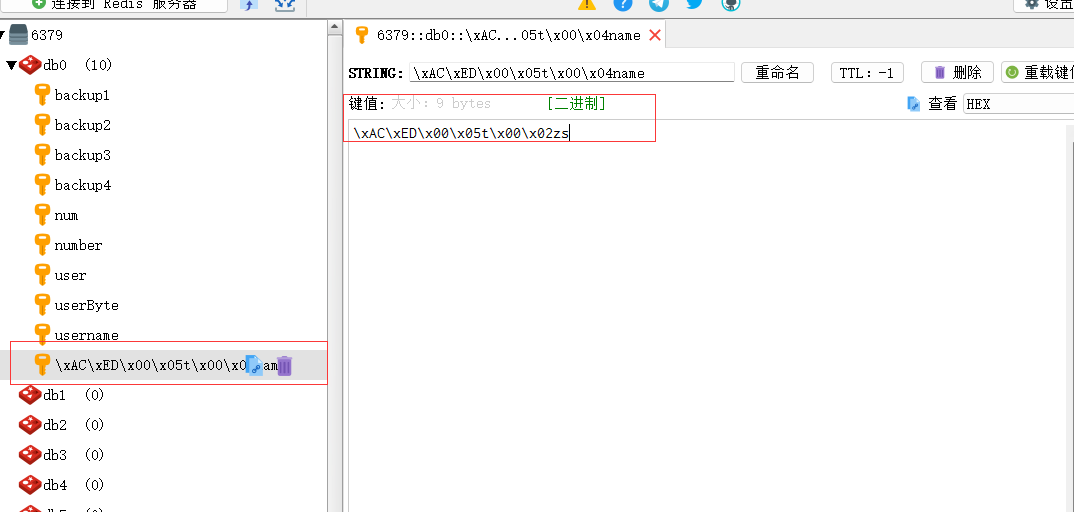 连接到 Redis 服务器
设置
6379
db0 (10)
backup1
backup2
backup3
backup4
num
number
user
userByte
username
\xAC\xED\x00\x05t\x00\x0 am
db1 (0)
db2 (0)
db3 (0)
db4 (0)
6379::db0::\xAC...05t\x00\x04name
STRING: \xAC\xED\x00\x05t\x00\x04name 重命名 TTL: -1 删除 重载键值
键值: 大小: 9 bytes [二进制] 查看 HEX
\xAC\xED\x00\x05t\x00\x02zs